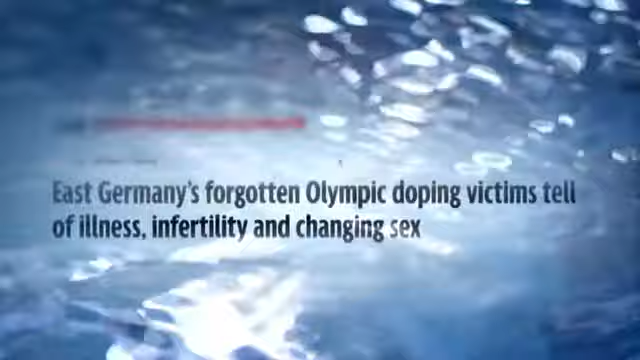 East Germany's forgotten Olympic doping victims tell
of illness, infertility and changing sex